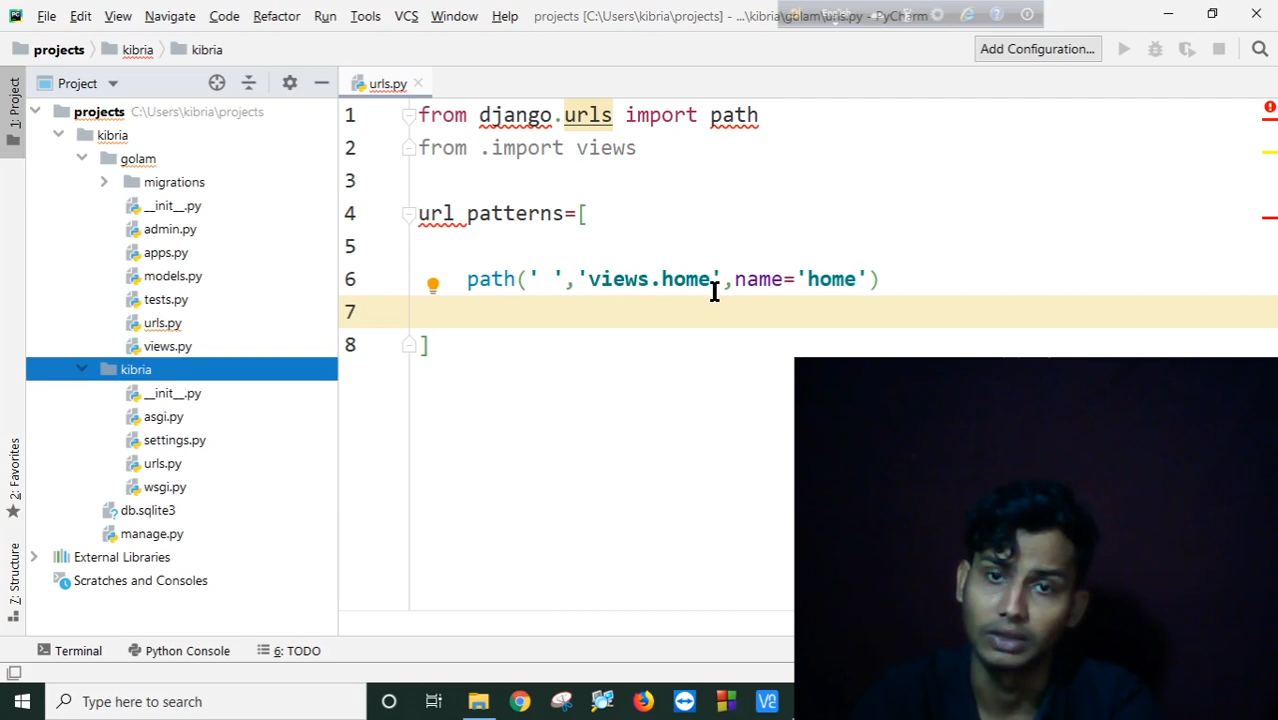 File Edit View Navigate Code Refactor Run Tools VCS Window Help projects [C:\Users\kibria\projects] - ...\kibria\golam\urls.py - PyCharm
English
projects kibria kibria Add Configuration...
1: Project
Project
urls.py
projects C:\Users\kibria\projects
kibria
golam
migrations
__init__.py
admin.py
apps.py
models.py
tests.py
urls.py
views.py
kibria
__init__.py
asgi.py
settings.py
urls.py
wsgi.py
db.sqlite3
manage.py
External Libraries
Scratches and Consoles
1 from django.urls import path
2 from .import views
3
4 url patterns=[
5
6 path(' ','views.home',name='home')
7
8 ]
2: Favorites
7: Structure
Terminal Python Console 6: TODO
Type here to search